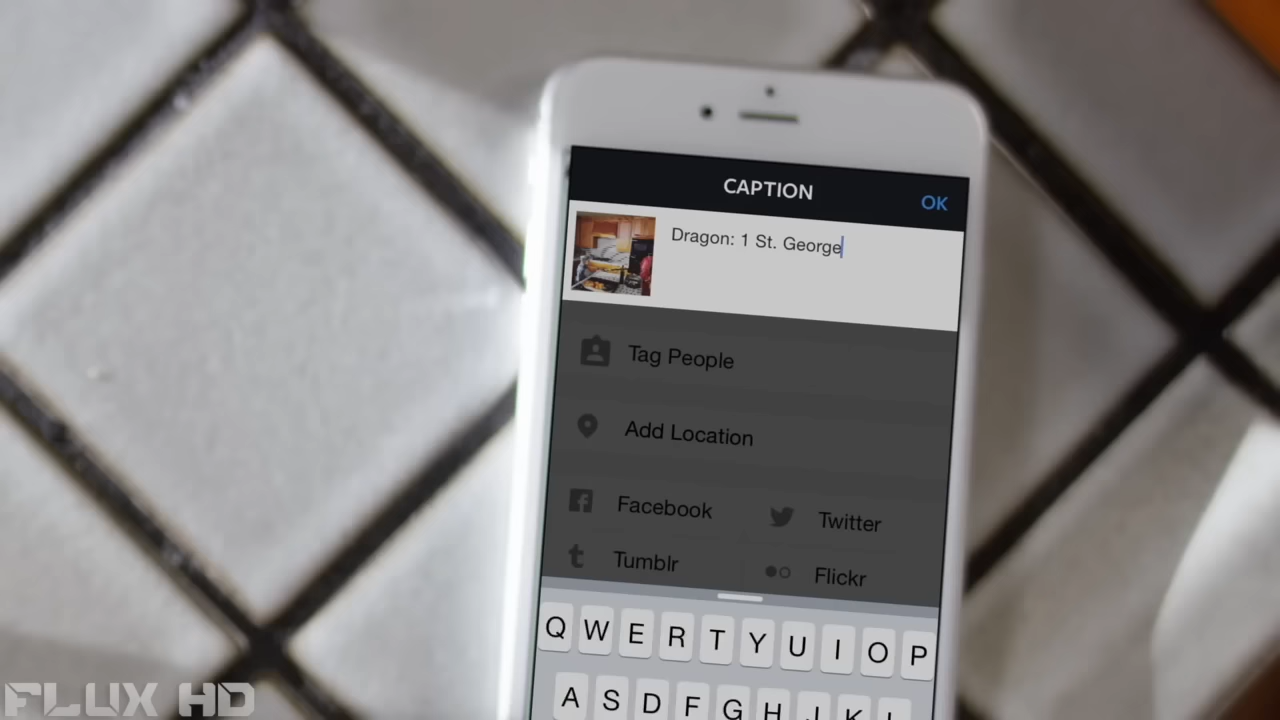 CAPTION
OK
Dragon: 1 St. George
Tag People
Add Location
Facebook
Twitter
Tumblr
Flickr
Q W E R T Y U I O P
A S D F G H J K L
FLUX HD